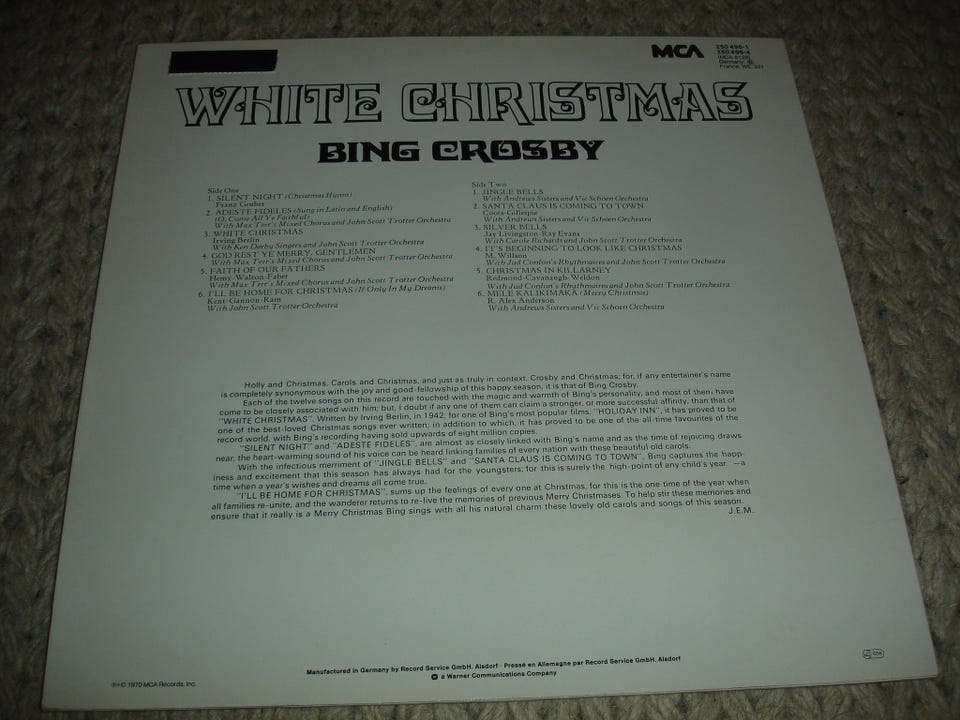 MCA
250 496-1
250 496-4
(MCA 8128)
Germany:
France: WE 331
WHITE CHRISTMAS
BING CROSBY
Side One
1. SILENT NIGHT (Christmas Hymn)
Franz Gruber
2. ADESTE FIDELES (Sung in Latin and English)
(O, Come All Ye Faithful)
With Max Terr's Mixed Chorus and John Scott Trotter Orchestra
3. WHITE CHRISTMAS
Irving Berlin
With Ken Darby Singers and John Scott Trotter Orchestra
4. GOD REST YE MERRY, GENTLEMEN
With Max Terr's Mixed Chorus and John Scott Trotter Orchestra
5. FAITH OF OUR FATHERS
Hemy-Walton-Faber
With Max Terr's Mixed Chorus and John Scott Trotter Orchestra
6. I'LL BE HOME FOR CHRISTMAS (If Only In My Dreams)
Kent-Gannon-Ram
With John Scott Trotter Orchestra
Side Two
1. JINGLE BELLS
With Andrews Sisters and Vic Schoen Orchestra
2. SANTA CLAUS IS COMING TO TOWN
Coots-Gillespie
With Andrews Sisters and Vic Schoen Orchestra
3. SILVER BELLS
Jay Livingston-Ray Evans
With Carole Richards and John Scott Trotter Orchestra
4. IT'S BEGINNING TO LOOK LIKE CHRISTMAS
M. Willson
With Jud Conlon's Rhythmaires and John Scott Trotter Orchestra
5. CHRISTMAS IN KILLARNEY
Redmond-Cavanaugh-Weldon
With Jud Conlon's Rhythmaires and John Scott Trotter Orchestra
6. MELE KALIKIMAKA (Merry Christmas)
R. Alex Anderson
With Andrews Sisters and Vic Schoen Orchestra
Holly and Christmas, Carols and Christmas, and just as truly in context, Crosby and Christmas; for, if any entertainer's name
is completely synonymous with the joy and good-fellowship of this happy season, it is that of Bing Crosby.
Each of the twelve songs on this record are touched with the magic and warmth of Bing's personality, and most of them have
come to be closely associated with him; but, I doubt if any one of them can claim a stronger, or more successful affinity, than that of
"WHITE CHRISTMAS". Written by Irving Berlin, in 1942, for one of Bing's most popular films, "HOLIDAY INN", it has proved to be
one of the best-loved Christmas songs ever written; in addition to which, it has proved to be one of the all-time favourites of the
record world, with Bing's recording having sold upwards of eight million copies.
"SILENT NIGHT" and "ADESTE FIDELES", are almost as closely linked with Bing's name and as the time of rejoicing draws
near, the heart-warming sound of his voice can be heard linking families of every nation with these beautiful old carols.
With the infectious merriment of "JINGLE BELLS" and "SANTA CLAUS IS COMING TO TOWN", Bing captures the happ-
iness and excitement that this season has always had for the youngsters; for this is surely the high-point of any child's year —a
time when a year's wishes and dreams all come true.
"I'LL BE HOME FOR CHRISTMAS", sums up the feelings of every one at Christmas, for this is the one time of the year when
all families re-unite, and the wanderer returns to re-live the memories of previous Merry Christmases. To help stir these memories and
ensure that it really is a Merry Christmas Bing sings with all his natural charm these lovely old carols and songs of this season.
J.E.M.
Manufactured in Germany by Record Service GmbH. Alsdorf · Pressé en Allemagne par Record Service GmbH. Alsdorf
a Warner Communications Company
℗+© 1970 MCA Records, Inc.